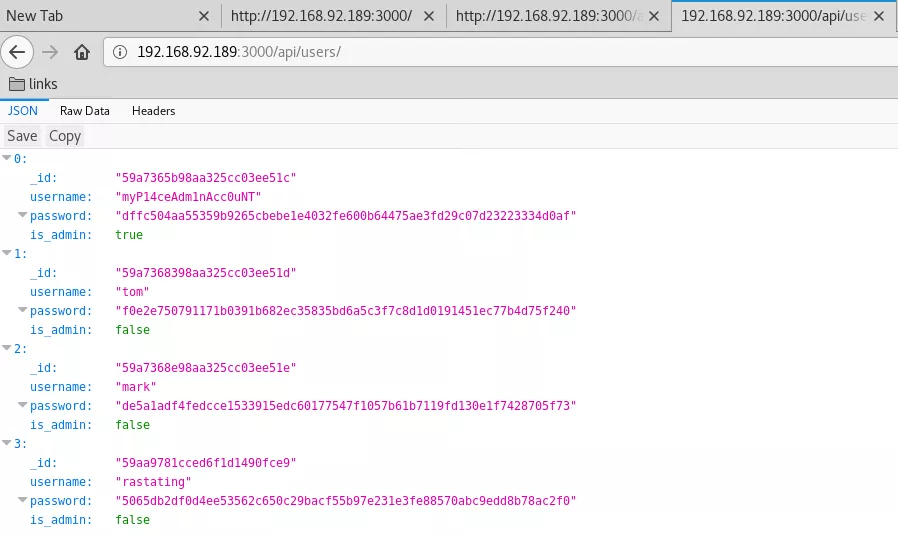 New Tab
http://192.168.92.189:3000/
http://192.168.92.189:3000/a
192.168.92.189:3000/api/use
192.168.92.189:3000/api/users/
links
JSON Raw Data Headers
Save Copy
0:
_id: "59a7365b98aa325cc03ee51c"
username: "myP14ceAdm1nAcc0uNT"
password: "dffc504aa55359b9265cbebe1e4032fe600b64475ae3fd29c07d23223334d0af"
is_admin: true
1:
_id: "59a7368398aa325cc03ee51d"
username: "tom"
password: "f0e2e750791171b0391b682ec35835bd6a5c3f7c8d1d0191451ec77b4d75f240"
is_admin: false
2:
_id: "59a7368e98aa325cc03ee51e"
username: "mark"
password: "de5a1adf4fedcce1533915edc60177547f1057b61b7119fd130e1f7428705f73"
is_admin: false
3:
_id: "59aa9781cced6f1d1490fce9"
username: "rastating"
password: "5065db2df0d4ee53562c650c29bacf55b97e231e3fe88570abc9edd8b78ac2f0"
is_admin: false